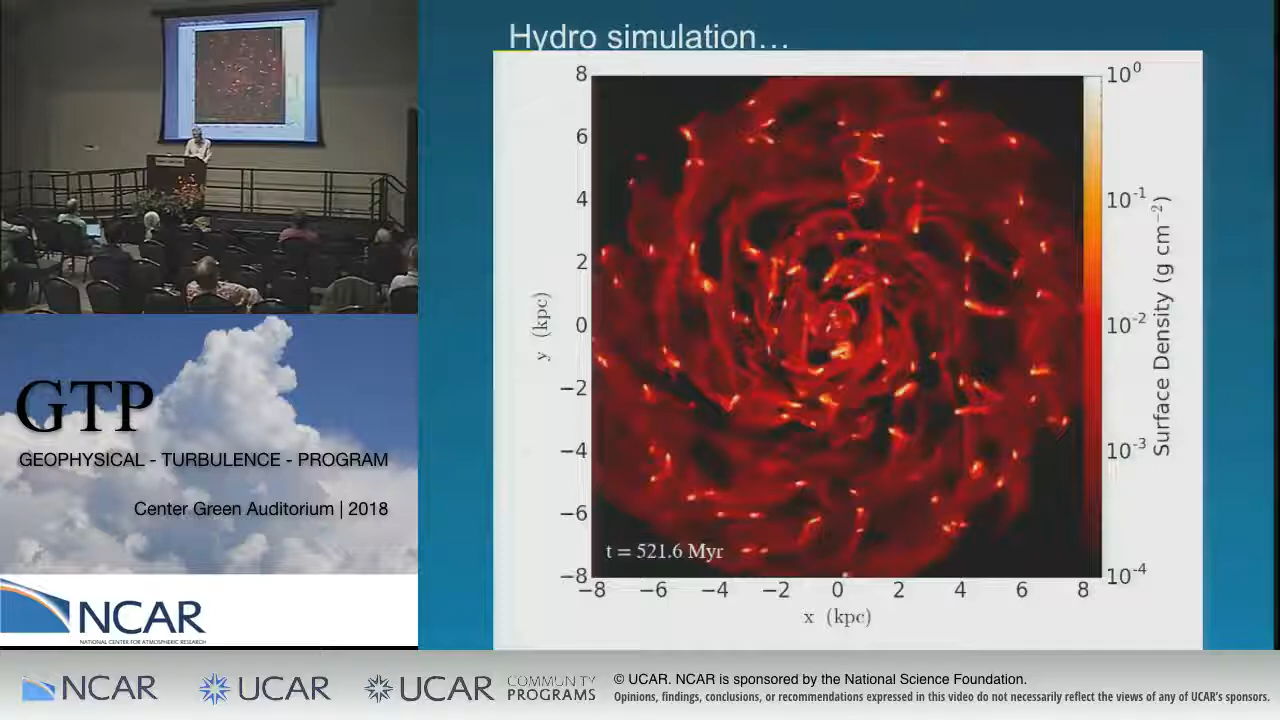 Hydro simulation…
8
6
4
2
0
−2
−4
−6
−8
y (kpc)
t = 521.6 Myr
−8 −6 −4 −2 0 2 4 6 8
x (kpc)
10⁰
10⁻¹
10⁻²
10⁻³
10⁻⁴
Surface Density (g cm⁻²)
GTP
GEOPHYSICAL - TURBULENCE - PROGRAM
Center Green Auditorium | 2018
NCAR
NATIONAL CENTER FOR ATMOSPHERIC RESEARCH
NCAR
UCAR
UCAR
COMMUNITY
PROGRAMS
© UCAR. NCAR is sponsored by the National Science Foundation.
Opinions, findings, conclusions, or recommendations expressed in this video do not necessarily reflect the views of any of UCAR's sponsors.